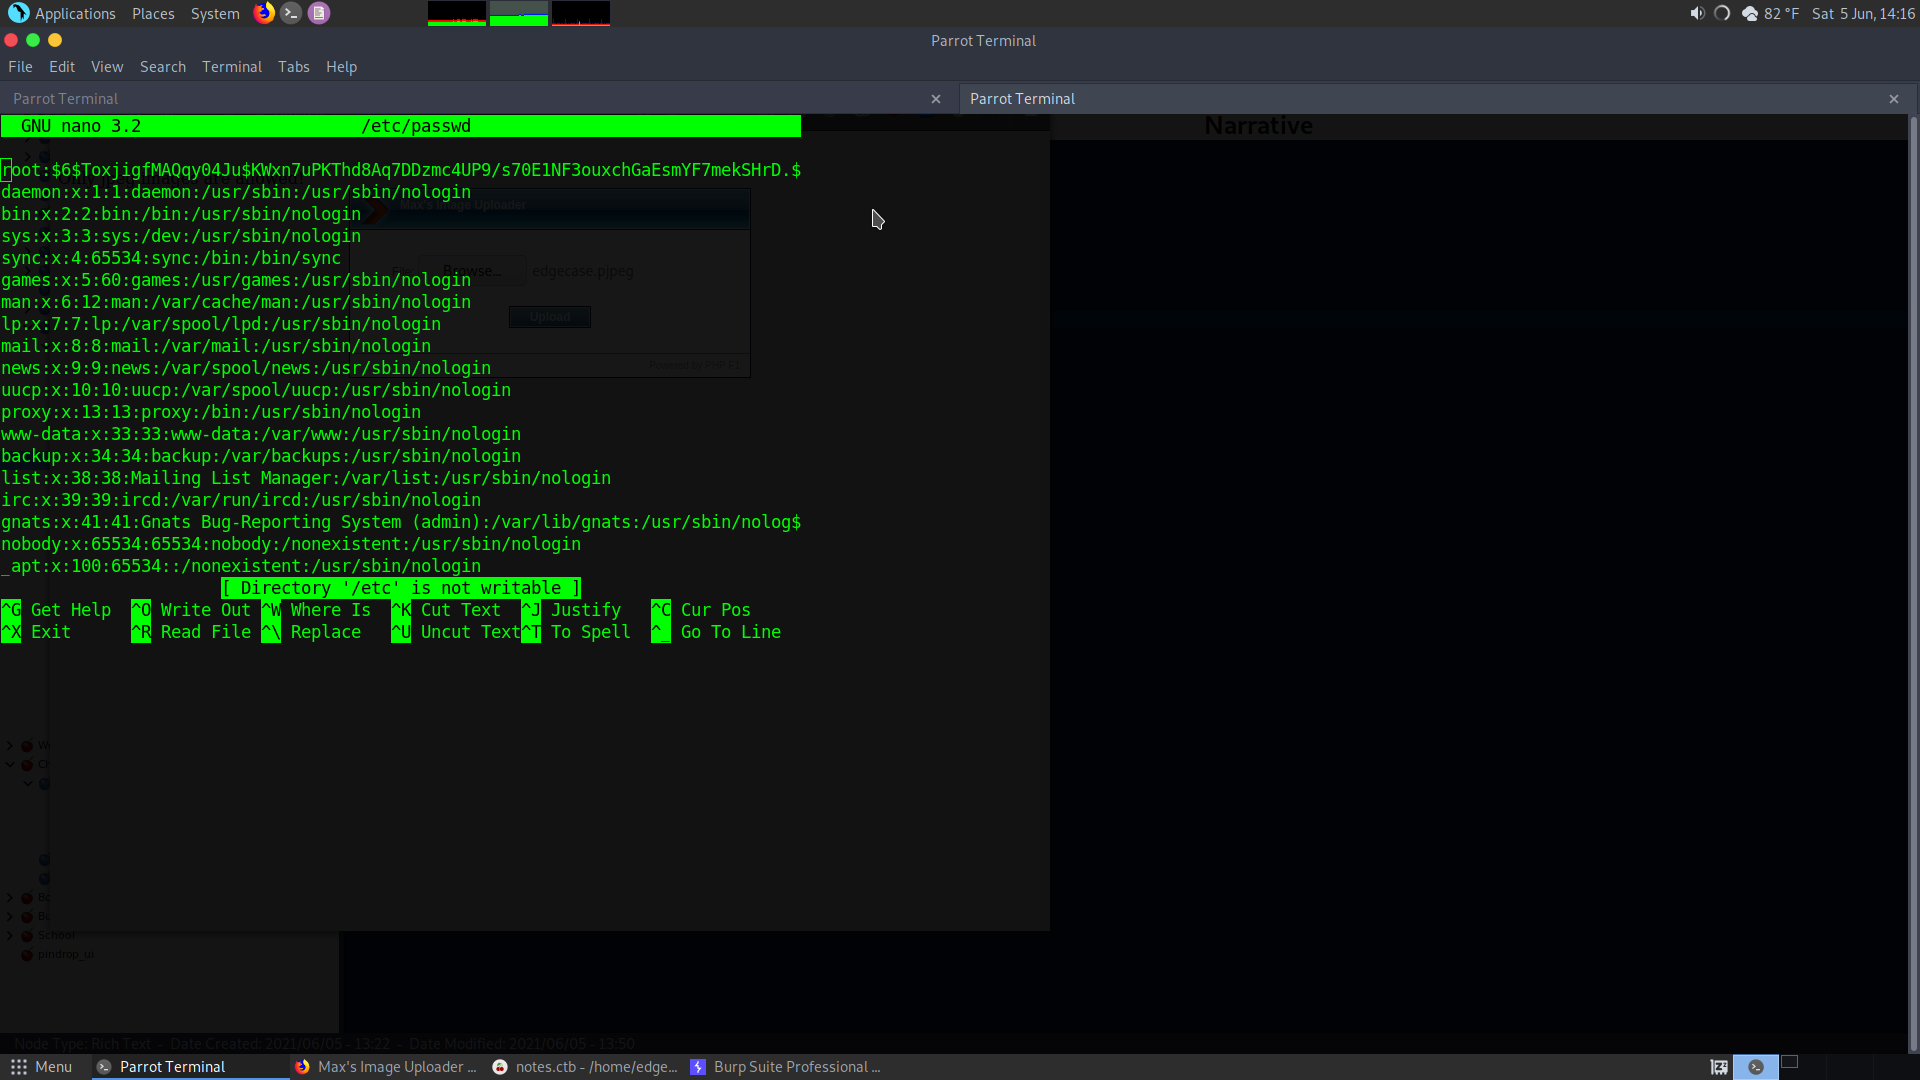 Applications Places System 82 °F Sat 5 Jun, 14:16
Parrot Terminal
File Edit View Search Terminal Tabs Help
Parrot Terminal × Parrot Terminal ×
GNU nano 3.2 /etc/passwd
Narrative
root:$6$ToxjigfMAOqy04Ju$KWxn7uPKThd8Aq7DDzmc4UP9/s70E1NF3ouxchGaEsmYF7mekSHrD.$
daemon:x:1:1:daemon:/usr/sbin:/usr/sbin/nologin
Max's Image Uploader
bin:x:2:2:bin:/bin:/usr/sbin/nologin
sys:x:3:3:sys:/dev:/usr/sbin/nologin
sync:x:4:65534:sync:/bin:/bin/sync
Browse... edgecase.pjpeg
games:x:5:60:games:/usr/games:/usr/sbin/nologin
man:x:6:12:man:/var/cache/man:/usr/sbin/nologin
Upload
lp:x:7:7:lp:/var/spool/lpd:/usr/sbin/nologin
mail:x:8:8:mail:/var/mail:/usr/sbin/nologin
Powered by PHP F1
news:x:9:9:news:/var/spool/news:/usr/sbin/nologin
uucp:x:10:10:uucp:/var/spool/uucp:/usr/sbin/nologin
proxy:x:13:13:proxy:/bin:/usr/sbin/nologin
www-data:x:33:33:www-data:/var/www:/usr/sbin/nologin
backup:x:34:34:backup:/var/backups:/usr/sbin/nologin
list:x:38:38:Mailing List Manager:/var/list:/usr/sbin/nologin
irc:x:39:39:ircd:/var/run/ircd:/usr/sbin/nologin
gnats:x:41:41:Gnats Bug-Reporting System (admin):/var/lib/gnats:/usr/sbin/nolog$
nobody:x:65534:65534:nobody:/nonexistent:/usr/sbin/nologin
_apt:x:100:65534::/nonexistent:/usr/sbin/nologin
[ Directory '/etc' is not writable ]
^G Get Help ^O Write Out ^W Where Is ^K Cut Text ^J Justify ^C Cur Pos
^X Exit ^R Read File ^\ Replace ^U Uncut Text ^T To Spell ^_ Go To Line
School
pindrop_ul
Node Type: Rich Text - Date Created: 2021/06/05 - 13:22 - Date Modified: 2021/06/05 - 13:50
Menu Parrot Terminal Max's Image Uploader ... notes.ctb - /home/edge... Burp Suite Professional ...